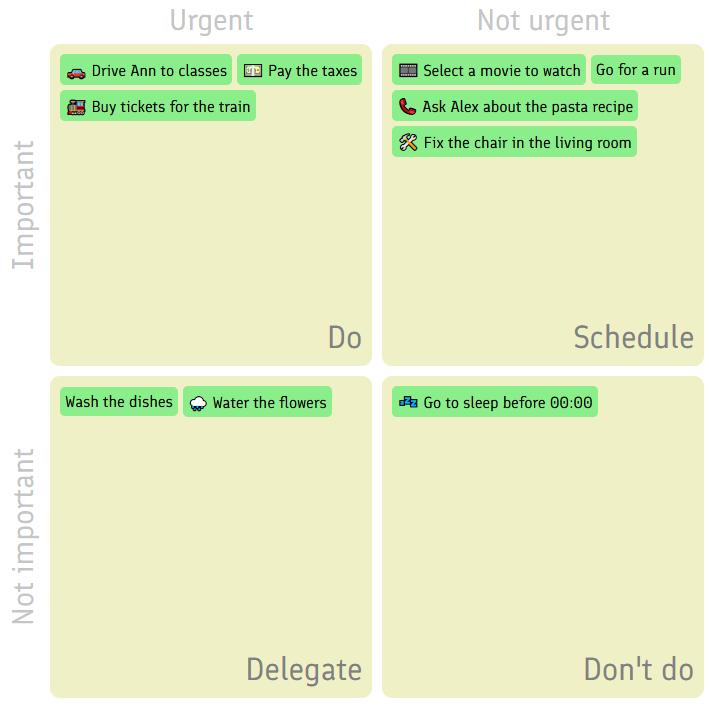 Urgent
Not urgent
Important
Drive Ann to classes
Pay the taxes
Buy tickets for the train
Do
Select a movie to watch
Go for a run
Ask Alex about the pasta recipe
Fix the chair in the living room
Schedule
Not important
Wash the dishes
Water the flowers
Delegate
Go to sleep before 00:00
Don't do